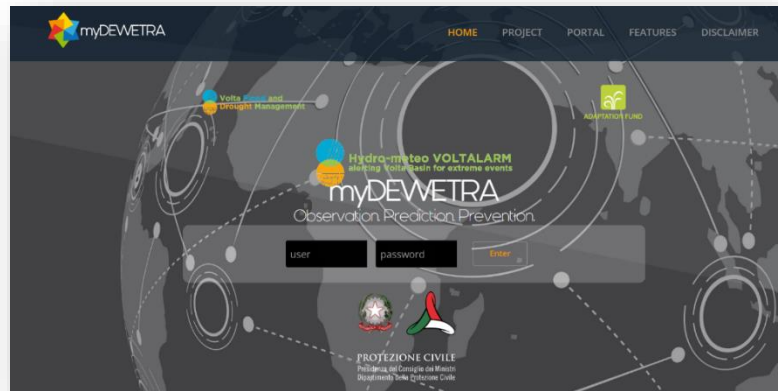 myDEWETRA
HOME PROJECT PORTAL FEATURES DISCLAIMER
Volta Flood and
Drought Management
ADAPTATION FUND
Hydro-meteo VOLTALARM
alerting Volta Basin for extreme events
myDEWETRA
Observation. Prediction. Prevention.
user password Enter
PROTEZIONE CIVILE
Presidenza del Consiglio dei Ministri
Dipartimento della Protezione Civile